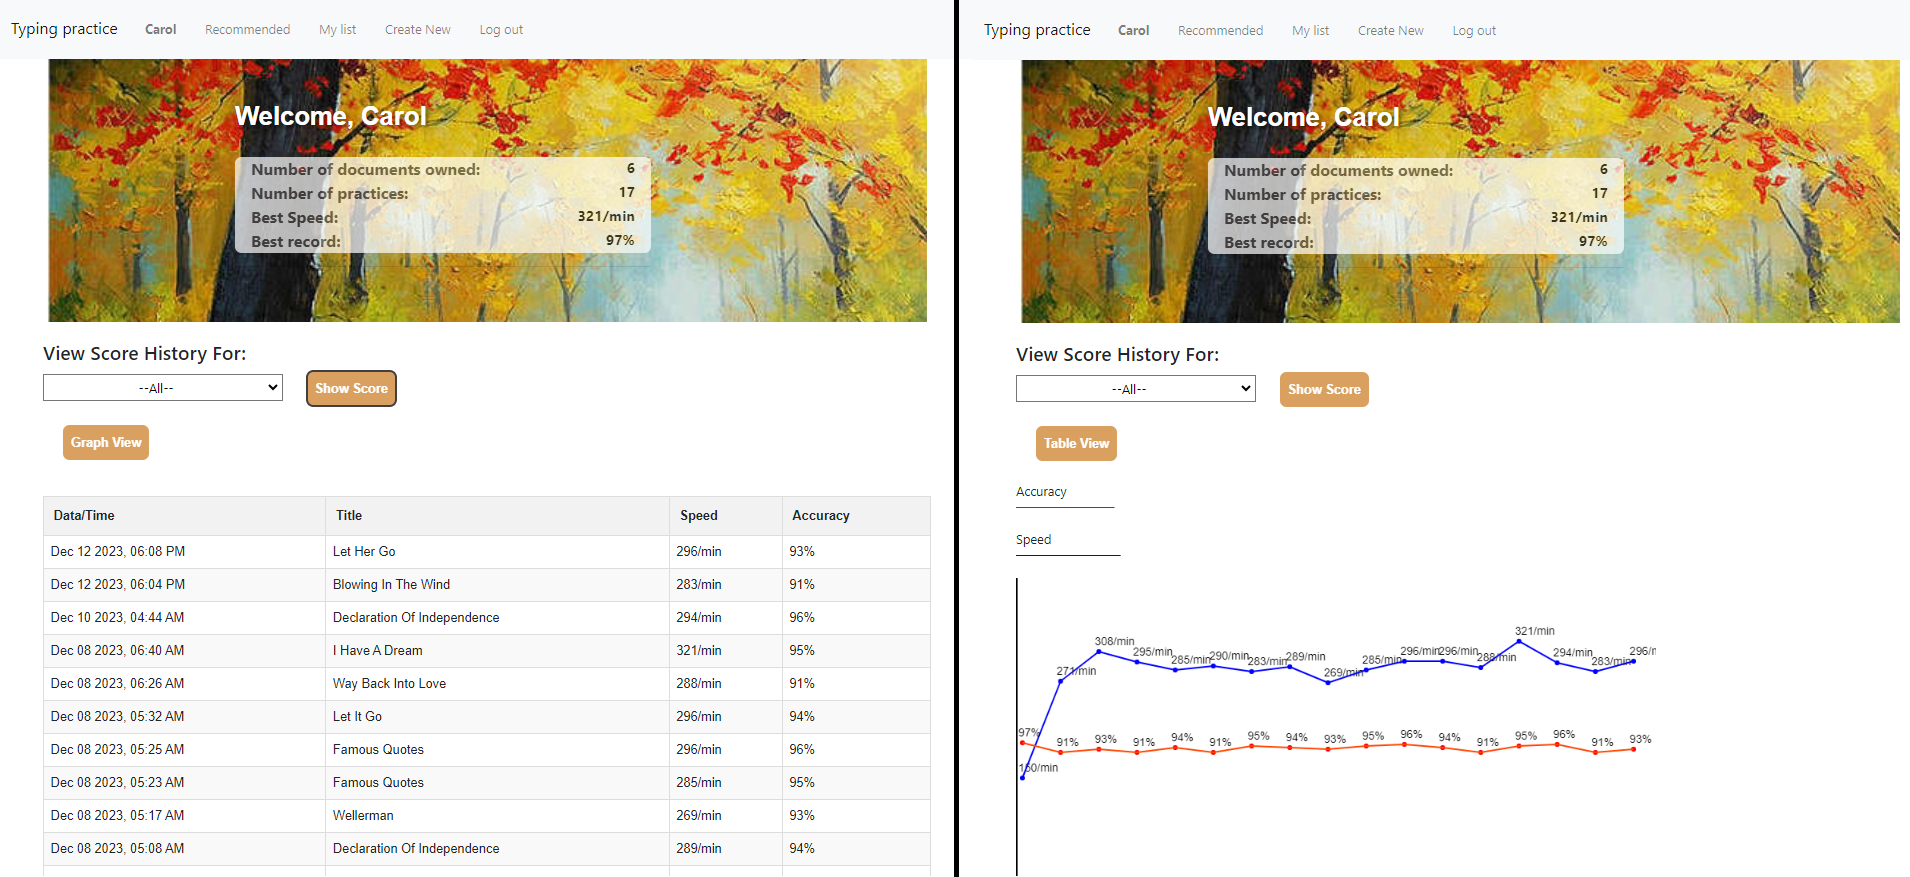 Typing practice Carol Recommended My list Create New Log out
Welcome, Carol
Number of documents owned: 6
Number of practices: 17
Best Speed: 321/min
Best record: 97%
View Score History For:
--All-- Show Score
Graph View
Data/Time Title Speed Accuracy
Dec 12 2023, 06:08 PM Let Her Go 296/min 93%
Dec 12 2023, 06:04 PM Blowing In The Wind 283/min 91%
Dec 10 2023, 04:44 AM Declaration Of Independence 294/min 96%
Dec 08 2023, 06:40 AM I Have A Dream 321/min 95%
Dec 08 2023, 06:26 AM Way Back Into Love 288/min 91%
Dec 08 2023, 05:32 AM Let It Go 296/min 94%
Dec 08 2023, 05:25 AM Famous Quotes 296/min 96%
Dec 08 2023, 05:23 AM Famous Quotes 285/min 95%
Dec 08 2023, 05:17 AM Wellerman 269/min 93%
Dec 08 2023, 05:08 AM Declaration Of Independence 289/min 94%
Typing practice Carol Recommended My list Create New Log out
Welcome, Carol
Number of documents owned: 6
Number of practices: 17
Best Speed: 321/min
Best record: 97%
View Score History For:
--All-- Show Score
Table View
Accuracy
Speed
271/min 308/min 295/min 285/min 290/min 283/min 289/min 269/min 285/min 296/min 296/min 288/min 321/min 294/min 283/min 296/r
97% 91% 93% 91% 94% 91% 95% 94% 93% 95% 96% 94% 91% 95% 96% 91% 93%